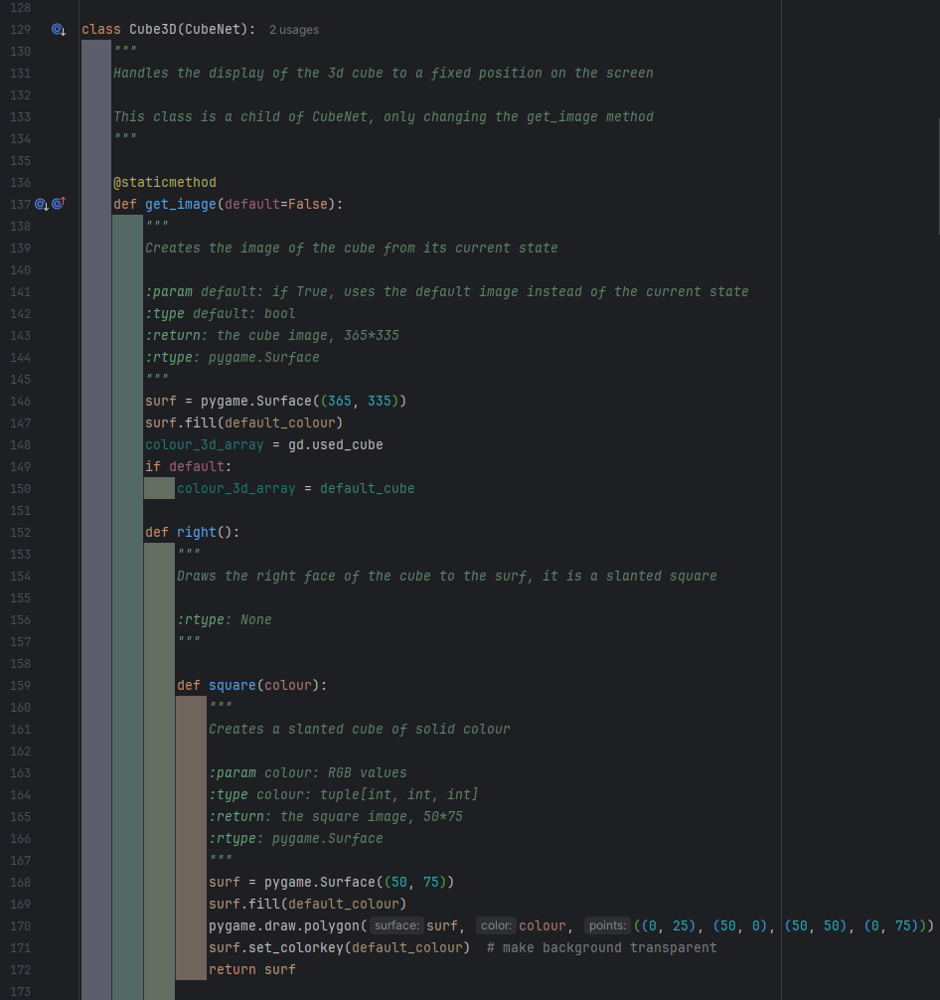 128
129 class Cube3D(CubeNet): 2 usages
130 """
131 Handles the display of the 3d cube to a fixed position on the screen
132
133 This class is a child of CubeNet, only changing the get_image method
134 """
135
136 @staticmethod
137 def get_image(default=False):
138 """
139 Creates the image of the cube from its current state
140
141 :param default: if True, uses the default image instead of the current state
142 :type default: bool
143 :return: the cube image, 365*335
144 :rtype: pygame.Surface
145 """
146 surf = pygame.Surface((365, 335))
147 surf.fill(default_colour)
148 colour_3d_array = gd.used_cube
149 if default:
150 colour_3d_array = default_cube
151
152 def right():
153 """
154 Draws the right face of the cube to the surf, it is a slanted square
155
156 :rtype: None
157 """
158
159 def square(colour):
160 """
161 Creates a slanted cube of solid colour
162
163 :param colour: RGB values
164 :type colour: tuple[int, int, int]
165 :return: the square image, 50*75
166 :rtype: pygame.Surface
167 """
168 surf = pygame.Surface((50, 75))
169 surf.fill(default_colour)
170 pygame.draw.polygon( surface: surf, color: colour, points: ((0, 25), (50, 0), (50, 50), (0, 75)))
171 surf.set_colorkey(default_colour)  # make background transparent
172 return surf
173